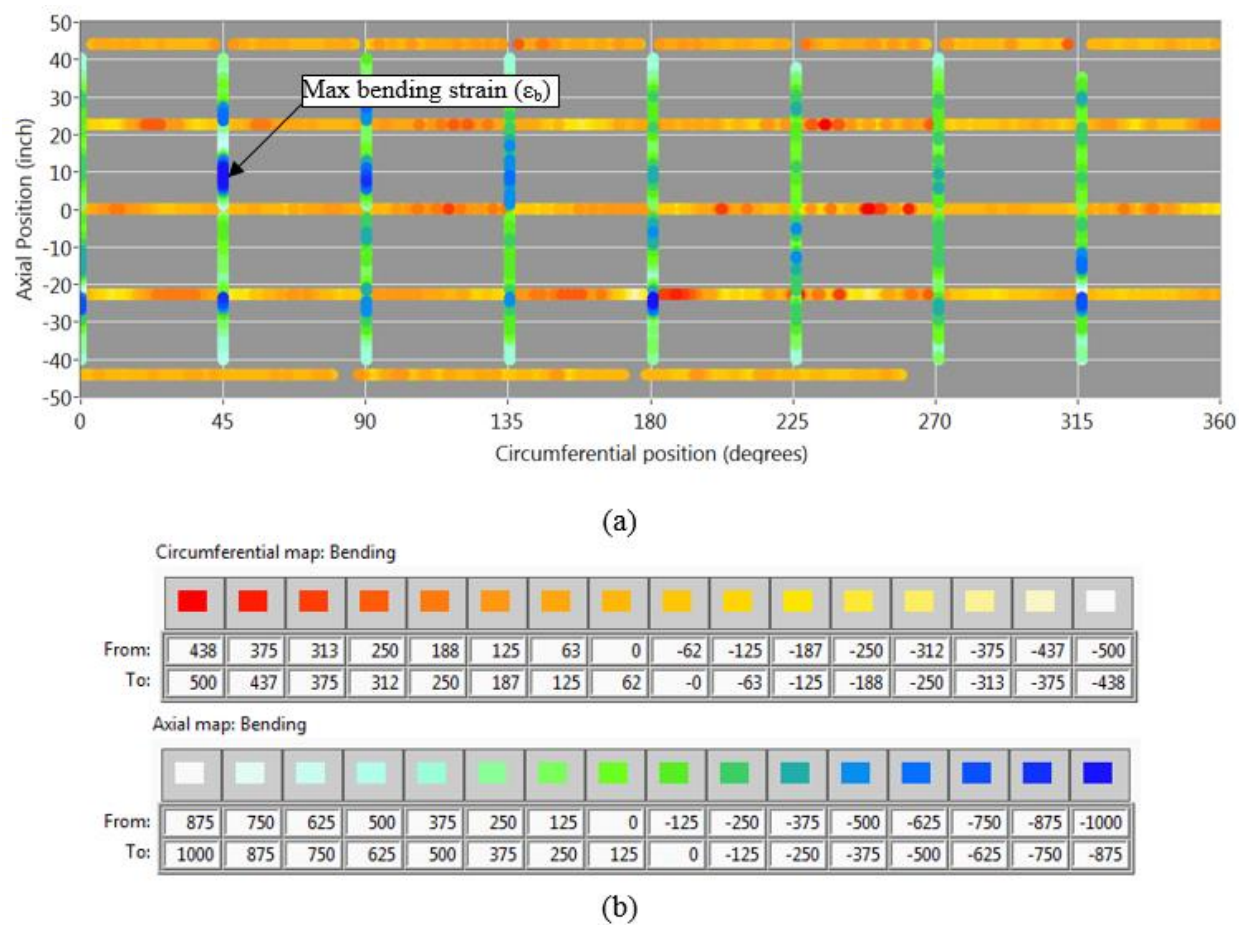 50
40
30
20
10
0
-10
-20
-30
-40
-50
Axial Position (inch)
Max bending strain (εb)
0 45 90 135 180 225 270 315 360
Circumferential position (degrees)
(a)
Circumferential map: Bending
From: 438 375 313 250 188 125 63 0 -62 -125 -187 -250 -312 -375 -437 -500
To: 500 437 375 312 250 187 125 62 -0 -63 -125 -188 -250 -313 -375 -438
Axial map: Bending
From: 875 750 625 500 375 250 125 0 -125 -250 -375 -500 -625 -750 -875 -1000
To: 1000 875 750 625 500 375 250 125 0 -125 -250 -375 -500 -625 -750 -875
(b)